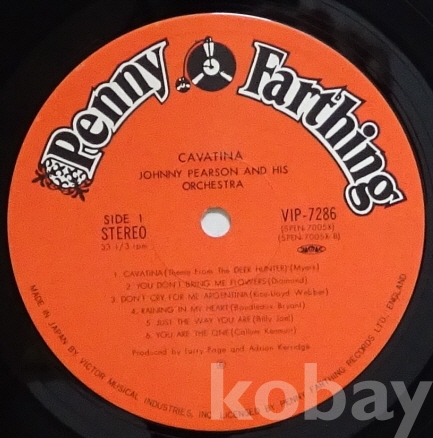 Penny Farthing
CAVATINA
JOHNNY PEARSON AND HIS
ORCHESTRA
SIDE 1
STEREO
33 1/3 rpm
VIP-7286
(SPEN-7005X)
(SPEN-7005X-B)
1. CAVATINA (Theme From The DEER HUNTER) (Myers)
2. YOU DON'T BRING ME FLOWERS (Diamond)
3. DON'T CRY FOR ME ARGENTINA (Rice-Lloyd Webber)
4. RAINING IN MY HEART (Boudleaux Bryant)
5. JUST THE WAY YOU ARE (Billy Joel)
6. YOU ARE THE ONE (Callum Kenmuir)
Produced by Larry Page and Adrian Kerridge
MADE IN JAPAN BY VICTOR MUSICAL INDUSTRIES, INC. LICENSED BY PENNY FARTHING RECORDS LTD., ENGLAND
kobay